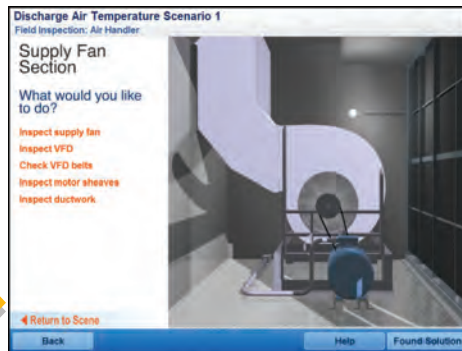 Discharge Air Temperature Scenario 1
Field Inspection: Air Handler
Supply Fan
Section
What would you like
to do?
Inspect supply fan
Inspect VFD
Check VFD belts
Inspect motor sheaves
Inspect ductwork
Return to Scene
Back
Help
Found Solution